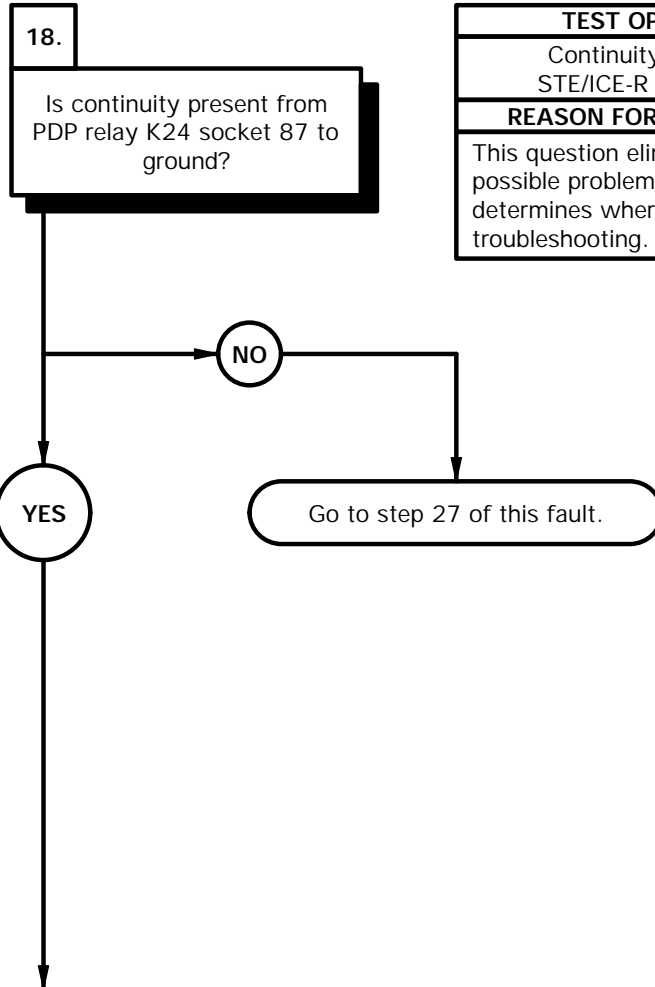 18.
Is continuity present from
PDP relay K24 socket 87 to
ground?
TEST OP
Continuity
STE/ICE-R
REASON FOR
This question elin
possible problem
determines wher
troubleshooting.
NO
YES
Go to step 27 of this fault.